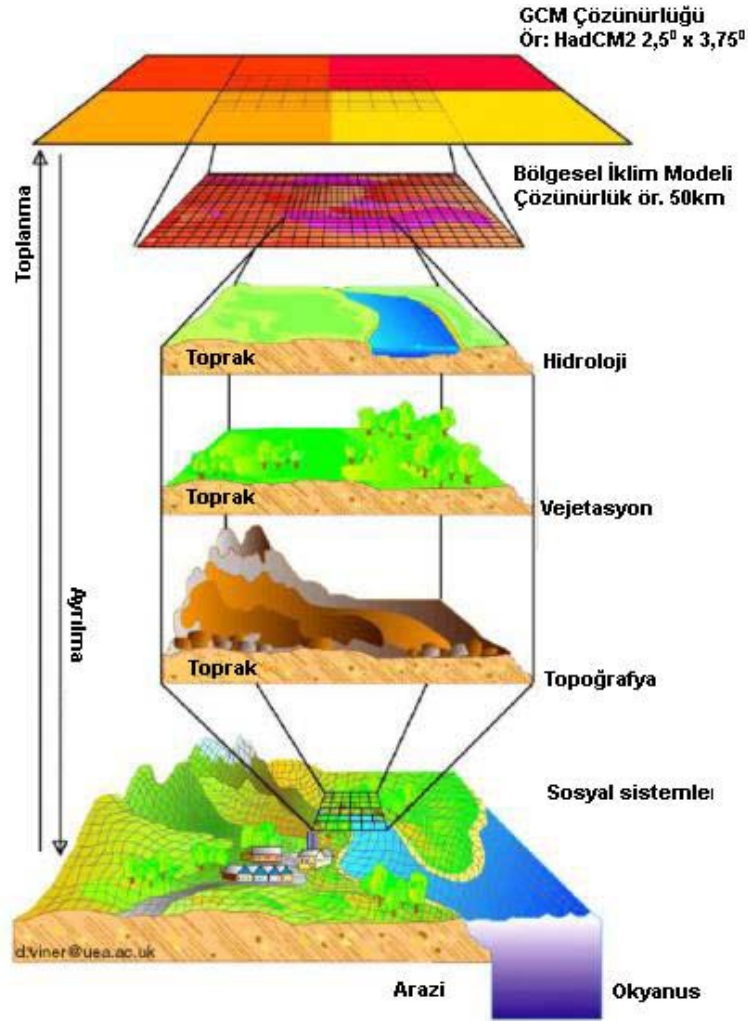 GCM Çözünürlüğü
Ör: HadCM2 2,5⁰ x 3,75⁰
Bölgesel İklim Modeli
Çözünürlük ör. 50km
Toplanma
Ayrılma
Toprak
Hidroloji
Toprak
Vejetasyon
Toprak
Topoğrafya
Sosyal sistemleı
d.viner@uea.ac.uk
Arazi
Okyanus